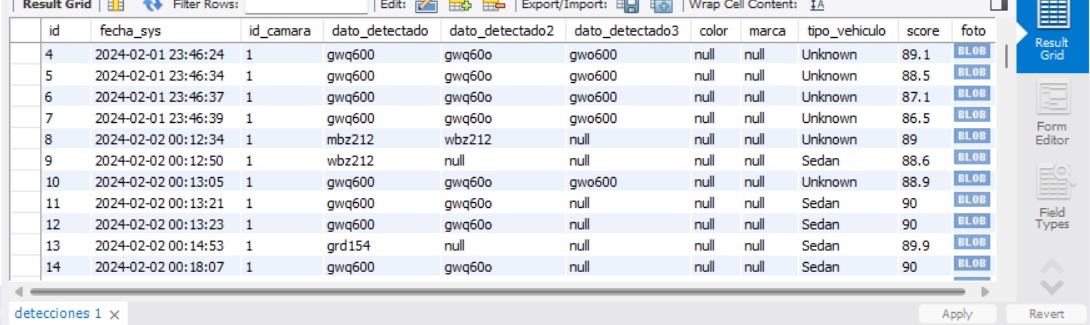 Result Grid Filter Rows: Edit: Export/Import: Wrap Cell Content: IA
id fecha_sys id_camara dato_detectado dato_detectado2 dato_detectado3 color marca tipo_vehiculo score foto
4 2024-02-01 23:46:24 1 gwq600 gwq60o gwo600 null null Unknown 89.1 BLOB
5 2024-02-01 23:46:34 1 gwq600 gwq60o gwo600 null null Unknown 88.5 BLOB
6 2024-02-01 23:46:37 1 gwq600 gwq60o gwo600 null null Unknown 87.1 BLOB
7 2024-02-01 23:46:39 1 gwq600 gwq60o gwo600 null null Unknown 86.5 BLOB
8 2024-02-02 00:12:34 1 mbz212 wbz212 null null null Unknown 89 BLOB
9 2024-02-02 00:12:50 1 wbz212 null null null null Sedan 88.6 BLOB
10 2024-02-02 00:13:05 1 gwq600 gwq60o gwo600 null null Unknown 88.9 BLOB
11 2024-02-02 00:13:21 1 gwq600 gwq60o null null null Sedan 90 BLOB
12 2024-02-02 00:13:23 1 gwq600 gwq60o null null null Sedan 90 BLOB
13 2024-02-02 00:14:53 1 grd154 null null null null Sedan 89.9 BLOB
14 2024-02-02 00:18:07 1 gwq600 gwq60o null null null Sedan 90 BLOB
Result
Grid
Form
Editor
Field
Types
detecciones 1 Apply Revert